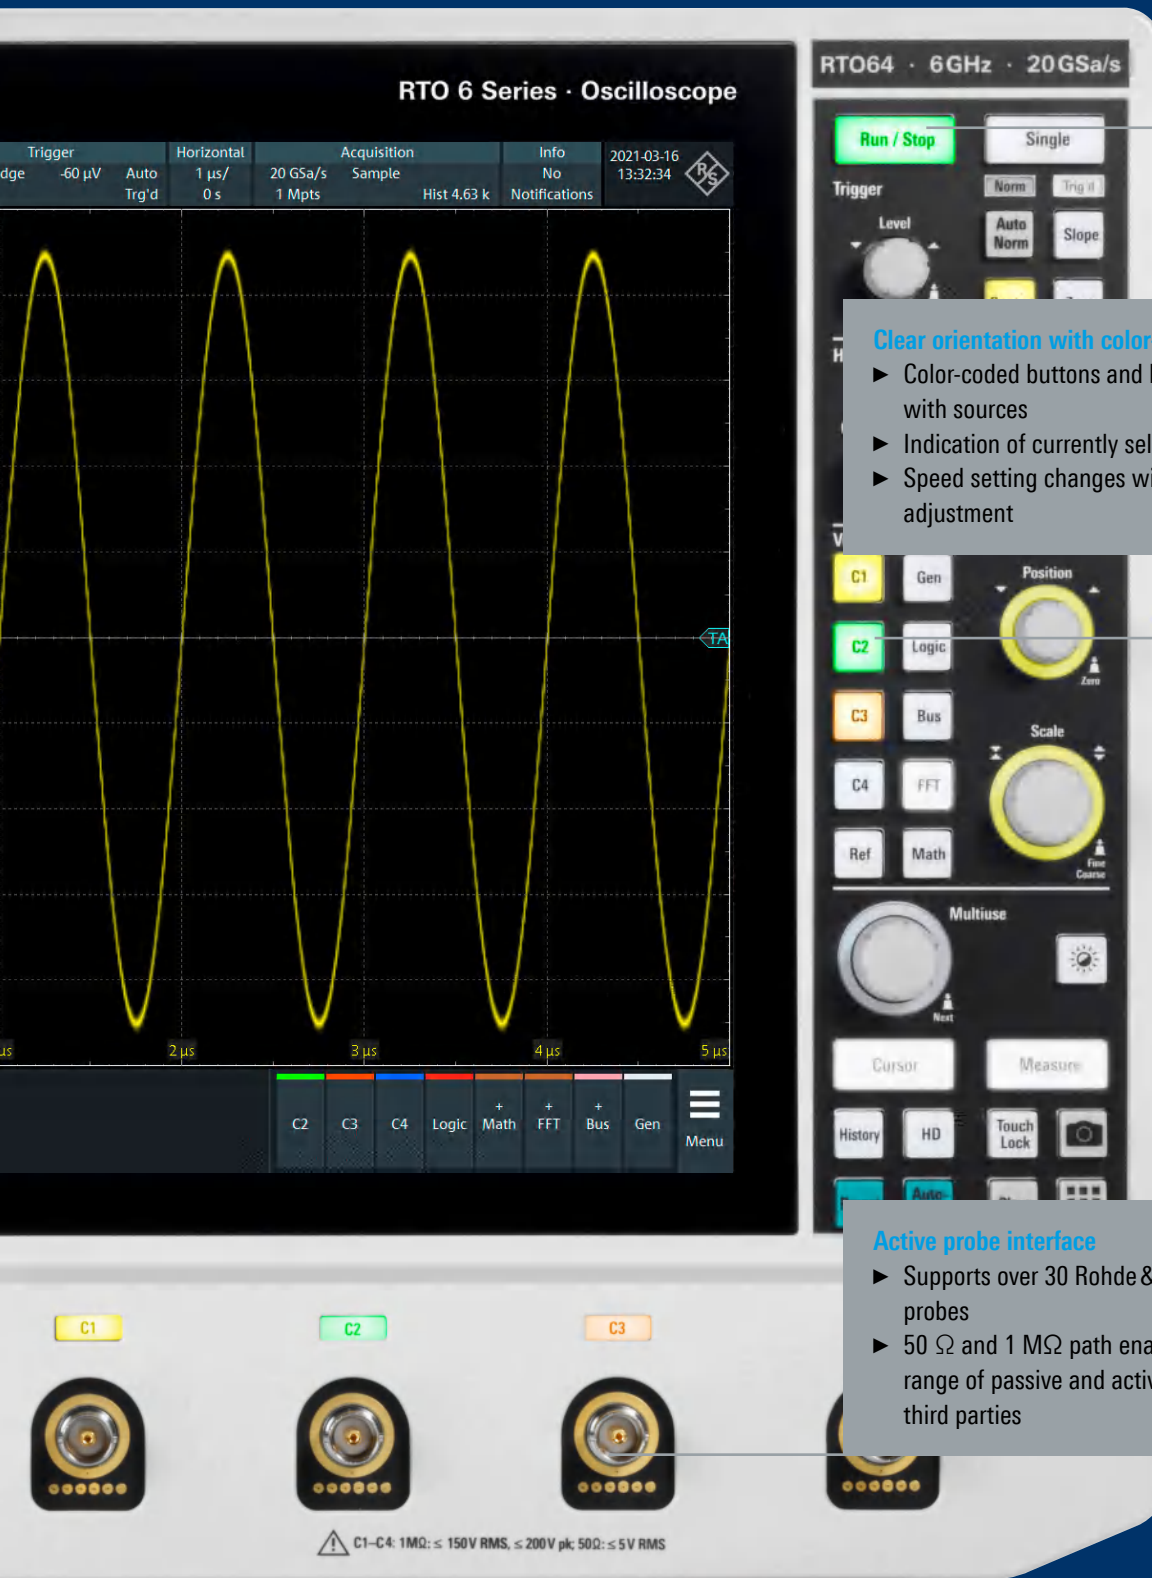 RTO64 · 6GHz · 20GSa/s
RTO 6 Series · Oscilloscope
Trigger
-60 µV
Auto
Trg'd
Horizontal
1 µs/
0 s
Acquisition
20 GSa/s Sample
1 Mpts Hist 4.63 k
Info
No
Notifications
2021-03-16
13:32:34
R&S
TA
2 µs
3 µs
4 µs
5 µs
C2
C3
C4
Logic
+
Math
+
FFT
+
Bus
Gen
Menu
Run / Stop
Single
Trigger
Norm
Trig'd
Level
Auto
Norm
Slope
Clear orientation with color
► Color-coded buttons and
with sources
► Indication of currently
► Speed setting changes
adjustment
C1
Gen
Position
C2
Logic
Zero
C3
Bus
Scale
C4
FFT
Ref
Math
Fine
Coarse
Multiuse
Next
Cursor
Measure
History
HD
Touch
Lock
Auto-
Active probe interface
► Supports over 30 Rohde &
probes
► 50 Ω and 1 MΩ path
range of passive and
third parties
C1
C2
C3
C1–C4: 1MΩ: ≤ 150V RMS, ≤ 200V pk; 50Ω: ≤ 5V RMS